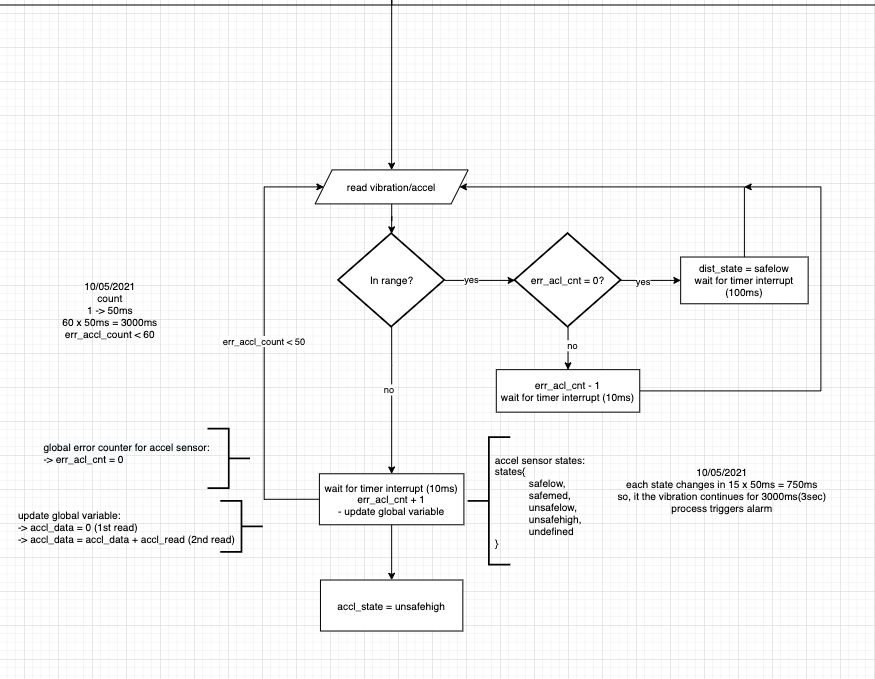 read vibration/accel
In range?
yes
err_acl_cnt = 0?
yes
dist_state = safelow
wait for timer interrupt
(100ms)
10/05/2021
count
1 -> 50ms
60 x 50ms = 3000ms
err_accl_count < 60
err_accl_count < 50
no
err_acl_cnt - 1
wait for timer interrupt (10ms)
no
global error counter for accel sensor:
-> err_acl_cnt = 0
accel sensor states:
states{
safelow,
safemed,
unsafelow,
unsafehigh,
undefined
}
10/05/2021
each state changes in 15 x 50ms = 750ms
so, it the vibration continues for 3000ms(3sec)
process triggers alarm
wait for timer interrupt (10ms)
err_acl_cnt + 1
- update global variable
update global variable:
-> accl_data = 0 (1st read)
-> accl_data = accl_data + accl_read (2nd read)
accl_state = unsafehigh